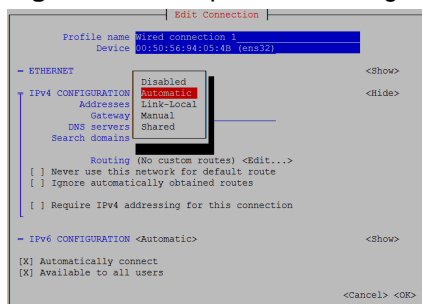 Edit Connection
Profile name Wired connection 1
Device 00:50:56:94:05:4B (ens32)
= ETHERNET <Show>
Disabled
IPv4 CONFIGURATION Automatic <Hide>
Addresses Link-Local
Gateway Manual
DNS servers Shared
Search domains
Routing (No custom routes) <Edit...>
[ ] Never use this network for default route
[ ] Ignore automatically obtained routes
[ ] Require IPv4 addressing for this connection
= IPv6 CONFIGURATION <Automatic> <Show>
[X] Automatically connect
[X] Available to all users
<Cancel> <OK>